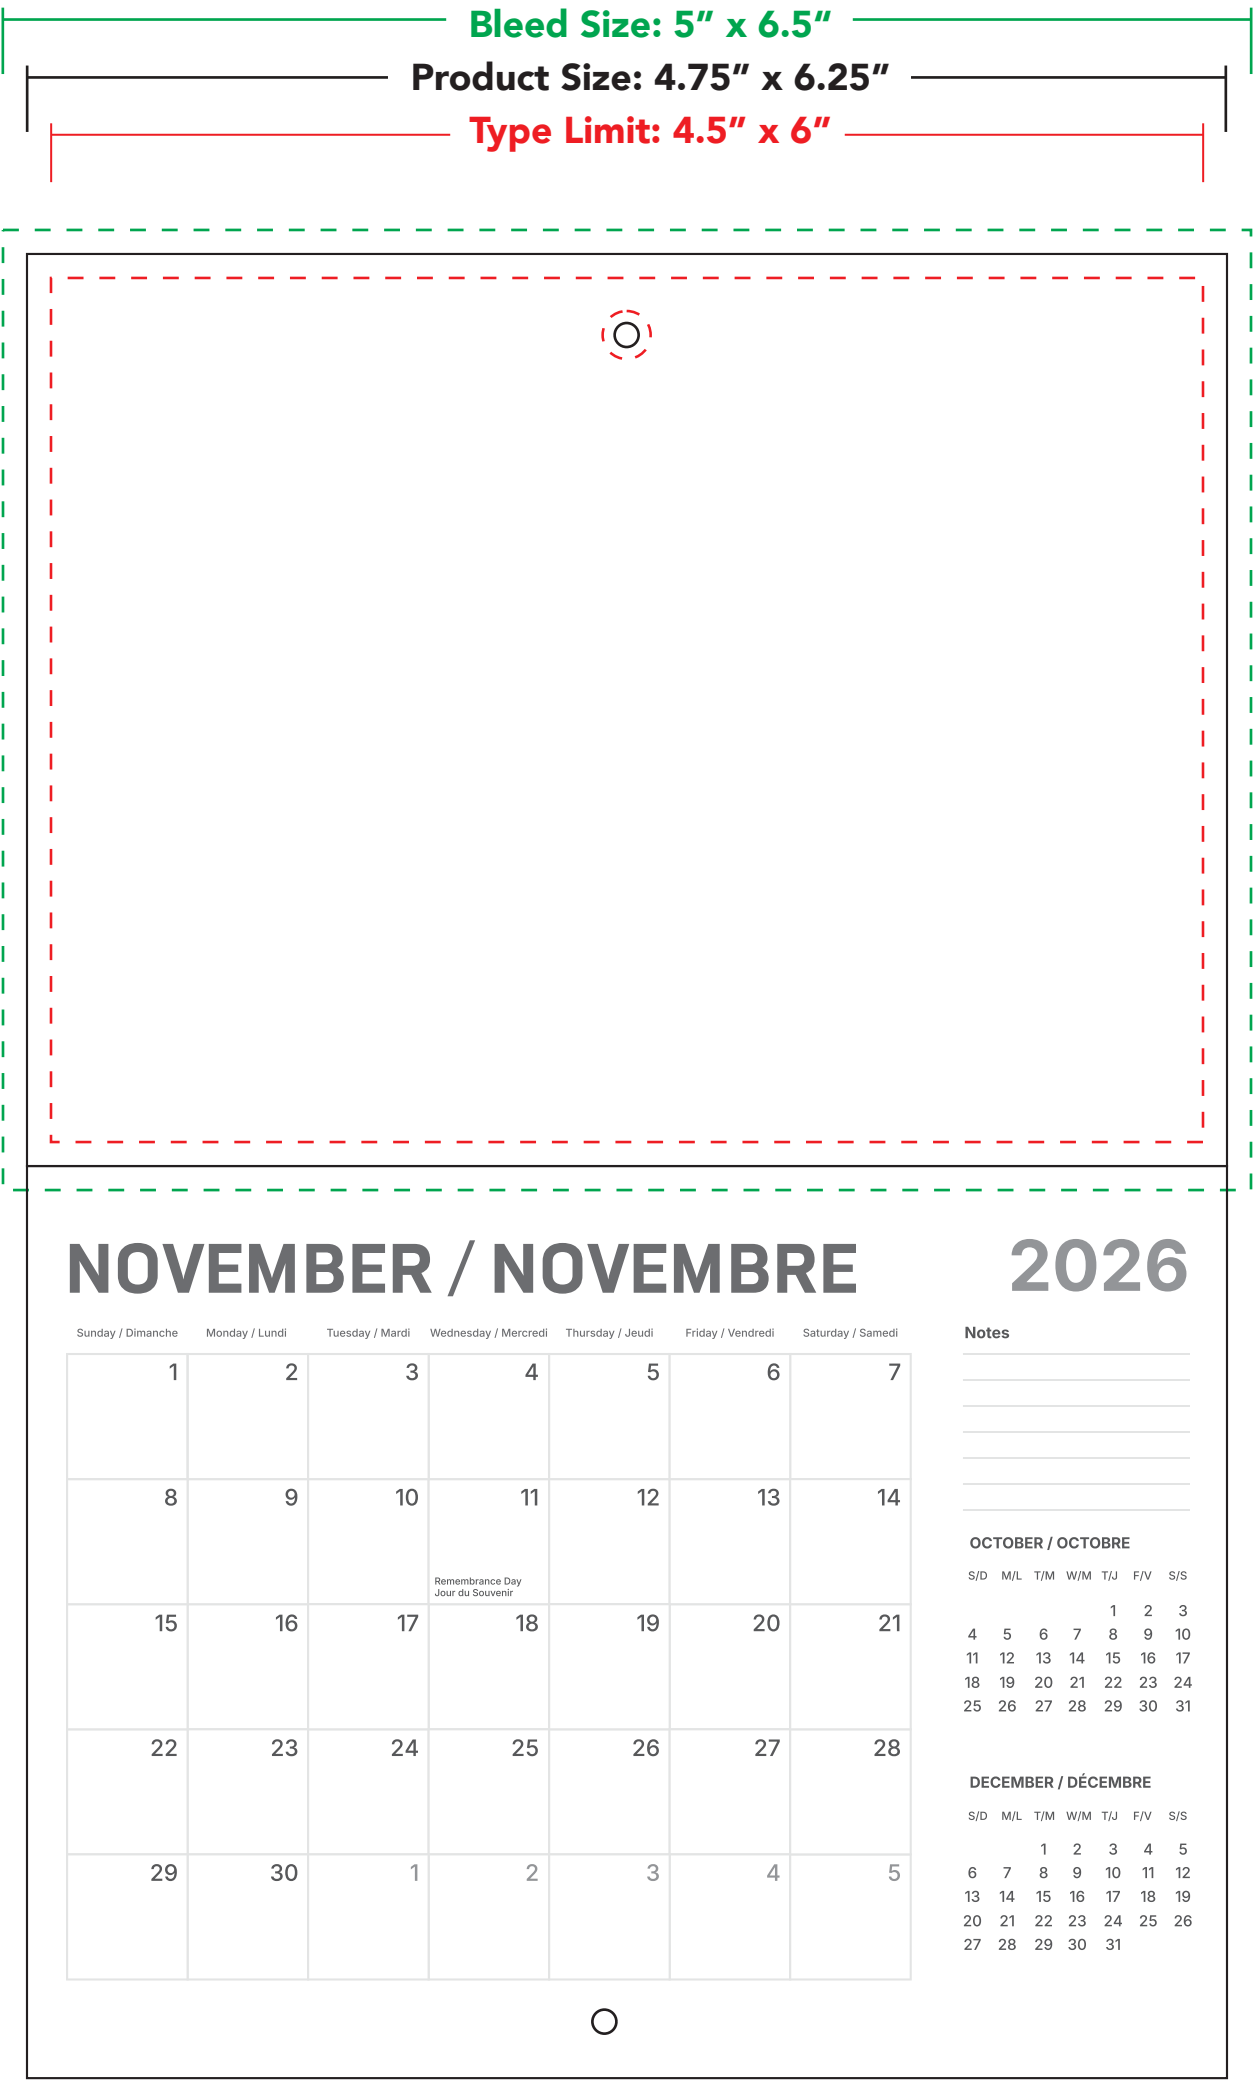 Bleed Size: 5” x 6.5”
Product Size: 4.75” x 6.25”
Type Limit: 4.5” x 6”
NOVEMBER / NOVEMBRE 2026
Sunday / Dimanche Monday / Lundi Tuesday / Mardi Wednesday / Mercredi Thursday / Jeudi Friday / Vendredi Saturday / Samedi
1 2 3 4 5 6 7
8 9 10 11 12 13 14
Remembrance Day
Jour du Souvenir
15 16 17 18 19 20 21
22 23 24 25 26 27 28
29 30 1 2 3 4 5
Notes
OCTOBER / OCTOBRE
S/D M/L T/M W/M T/J F/V S/S
1 2 3
4 5 6 7 8 9 10
11 12 13 14 15 16 17
18 19 20 21 22 23 24
25 26 27 28 29 30 31
DECEMBER / DÉCEMBRE
S/D M/L T/M W/M T/J F/V S/S
1 2 3 4 5
6 7 8 9 10 11 12
13 14 15 16 17 18 19
20 21 22 23 24 25 26
27 28 29 30 31